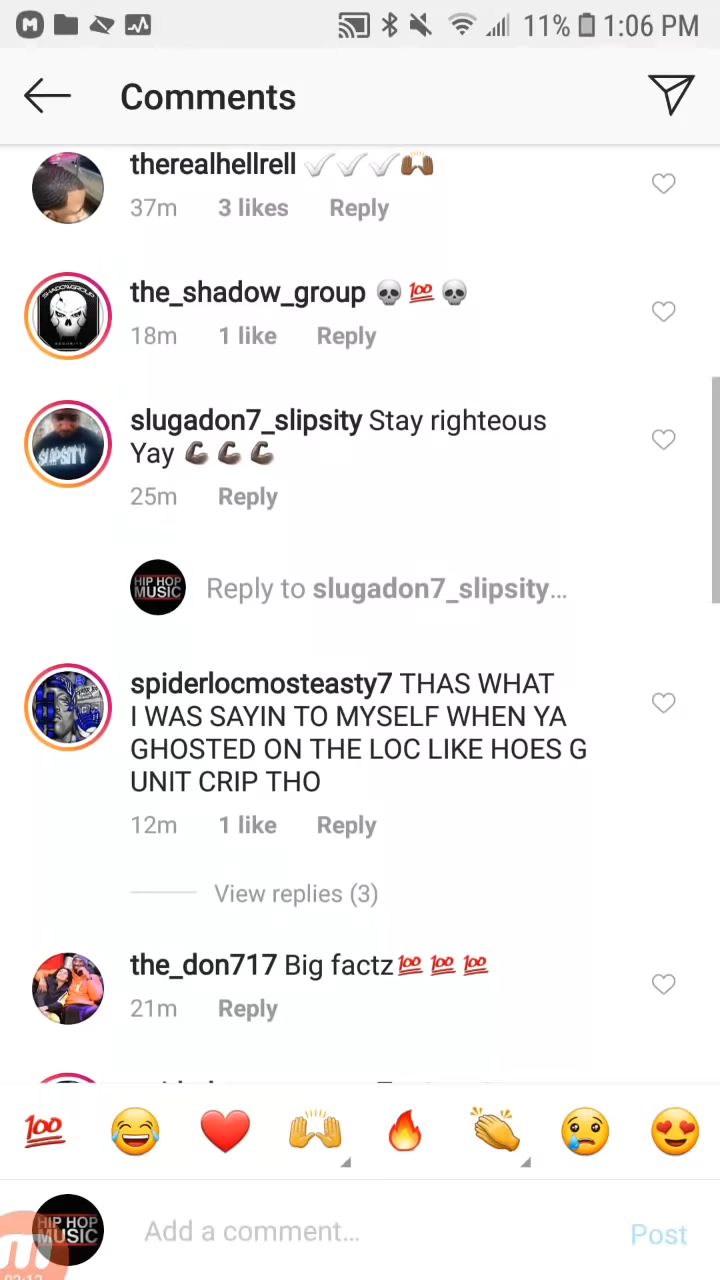 11% 1:06 PM
Comments
therealhellrell
37m 3 likes Reply
the_shadow_group 💀💯💀
18m 1 like Reply
slugadon7_slipsity Stay righteous
Yay
25m Reply
HIP HOP
MUSIC
Reply to slugadon7_slipsity...
spiderlocmosteasty7 THAS WHAT
I WAS SAYIN TO MYSELF WHEN YA
GHOSTED ON THE LOC LIKE HOES G
UNIT CRIP THO
12m 1 like Reply
View replies (3)
the_don717 Big factz💯💯💯
21m Reply
HIP HOP
MUSIC
Add a comment...
Post